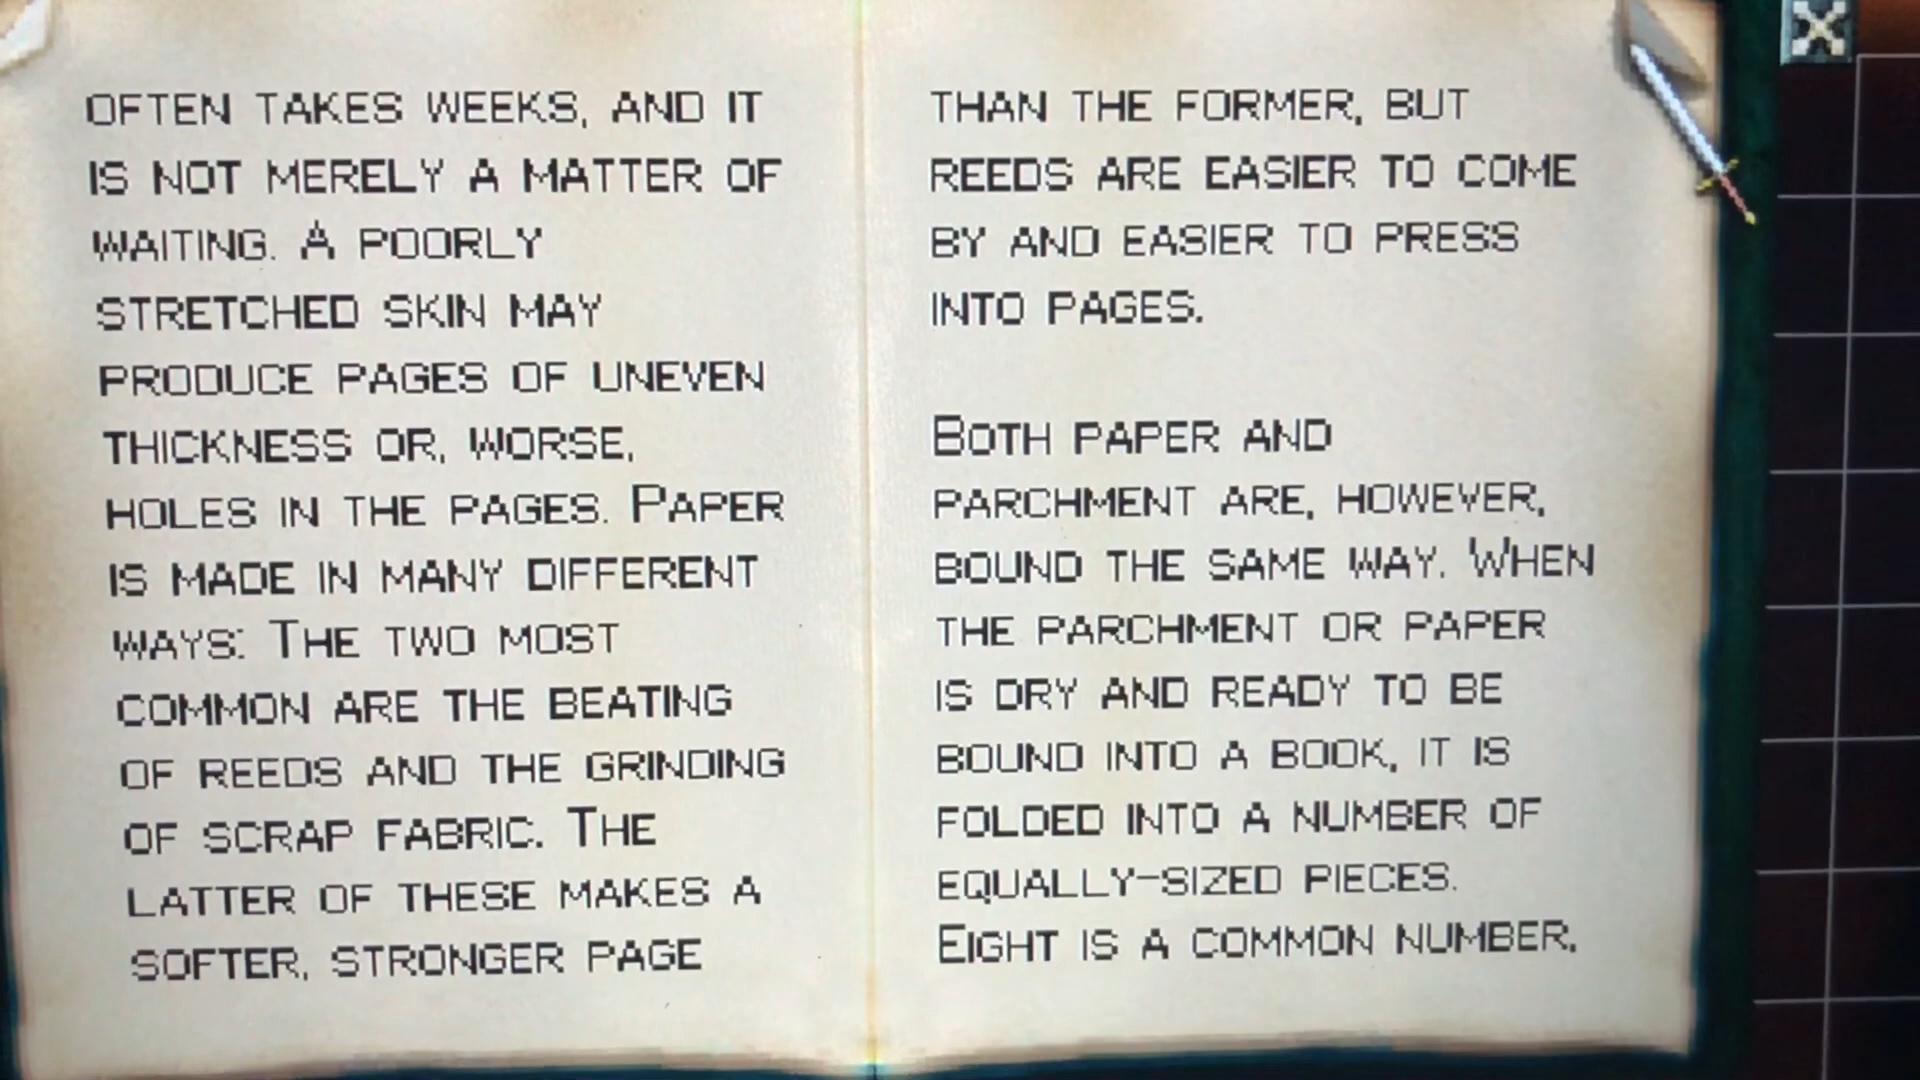 OFTEN TAKES WEEKS, AND IT
IS NOT MERELY A MATTER OF
WAITING. A POORLY
STRETCHED SKIN MAY
PRODUCE PAGES OF UNEVEN
THICKNESS OR, WORSE,
HOLES IN THE PAGES. PAPER
IS MADE IN MANY DIFFERENT
WAYS: THE TWO MOST
COMMON ARE THE BEATING
OF REEDS AND THE GRINDING
OF SCRAP FABRIC. THE
LATTER OF THESE MAKES A
SOFTER, STRONGER PAGE
THAN THE FORMER, BUT
REEDS ARE EASIER TO COME
BY AND EASIER TO PRESS
INTO PAGES.
BOTH PAPER AND
PARCHMENT ARE, HOWEVER,
BOUND THE SAME WAY. WHEN
THE PARCHMENT OR PAPER
IS DRY AND READY TO BE
BOUND INTO A BOOK, IT IS
FOLDED INTO A NUMBER OF
EQUALLY-SIZED PIECES.
EIGHT IS A COMMON NUMBER,